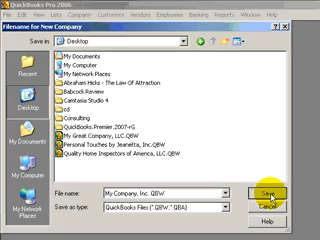 QuickBooks Pro 2006
File Edit View Lists Company Customers Vendors Employees Banking Reports Window Help
Filename for New Company
Save in: Desktop
My Documents
My Computer
My Network Places
Abraham Hicks - The Law Of Attraction
Babcock Review
Camtasia Studio 4
cd
Consulting
QuickBooks.Premier.2007-rG
My Great Company, LLC.QBW
Personal Touches by Jeanetta, Inc.QBW
Quality Home Inspectors of America, LLC.QBW
Recent
Desktop
My Documents
My Computer
My Network
Places
File name: My Company, Inc..QBW Save
Save as type: QuickBooks Files (*.QBW,*.QBA) Cancel
Help